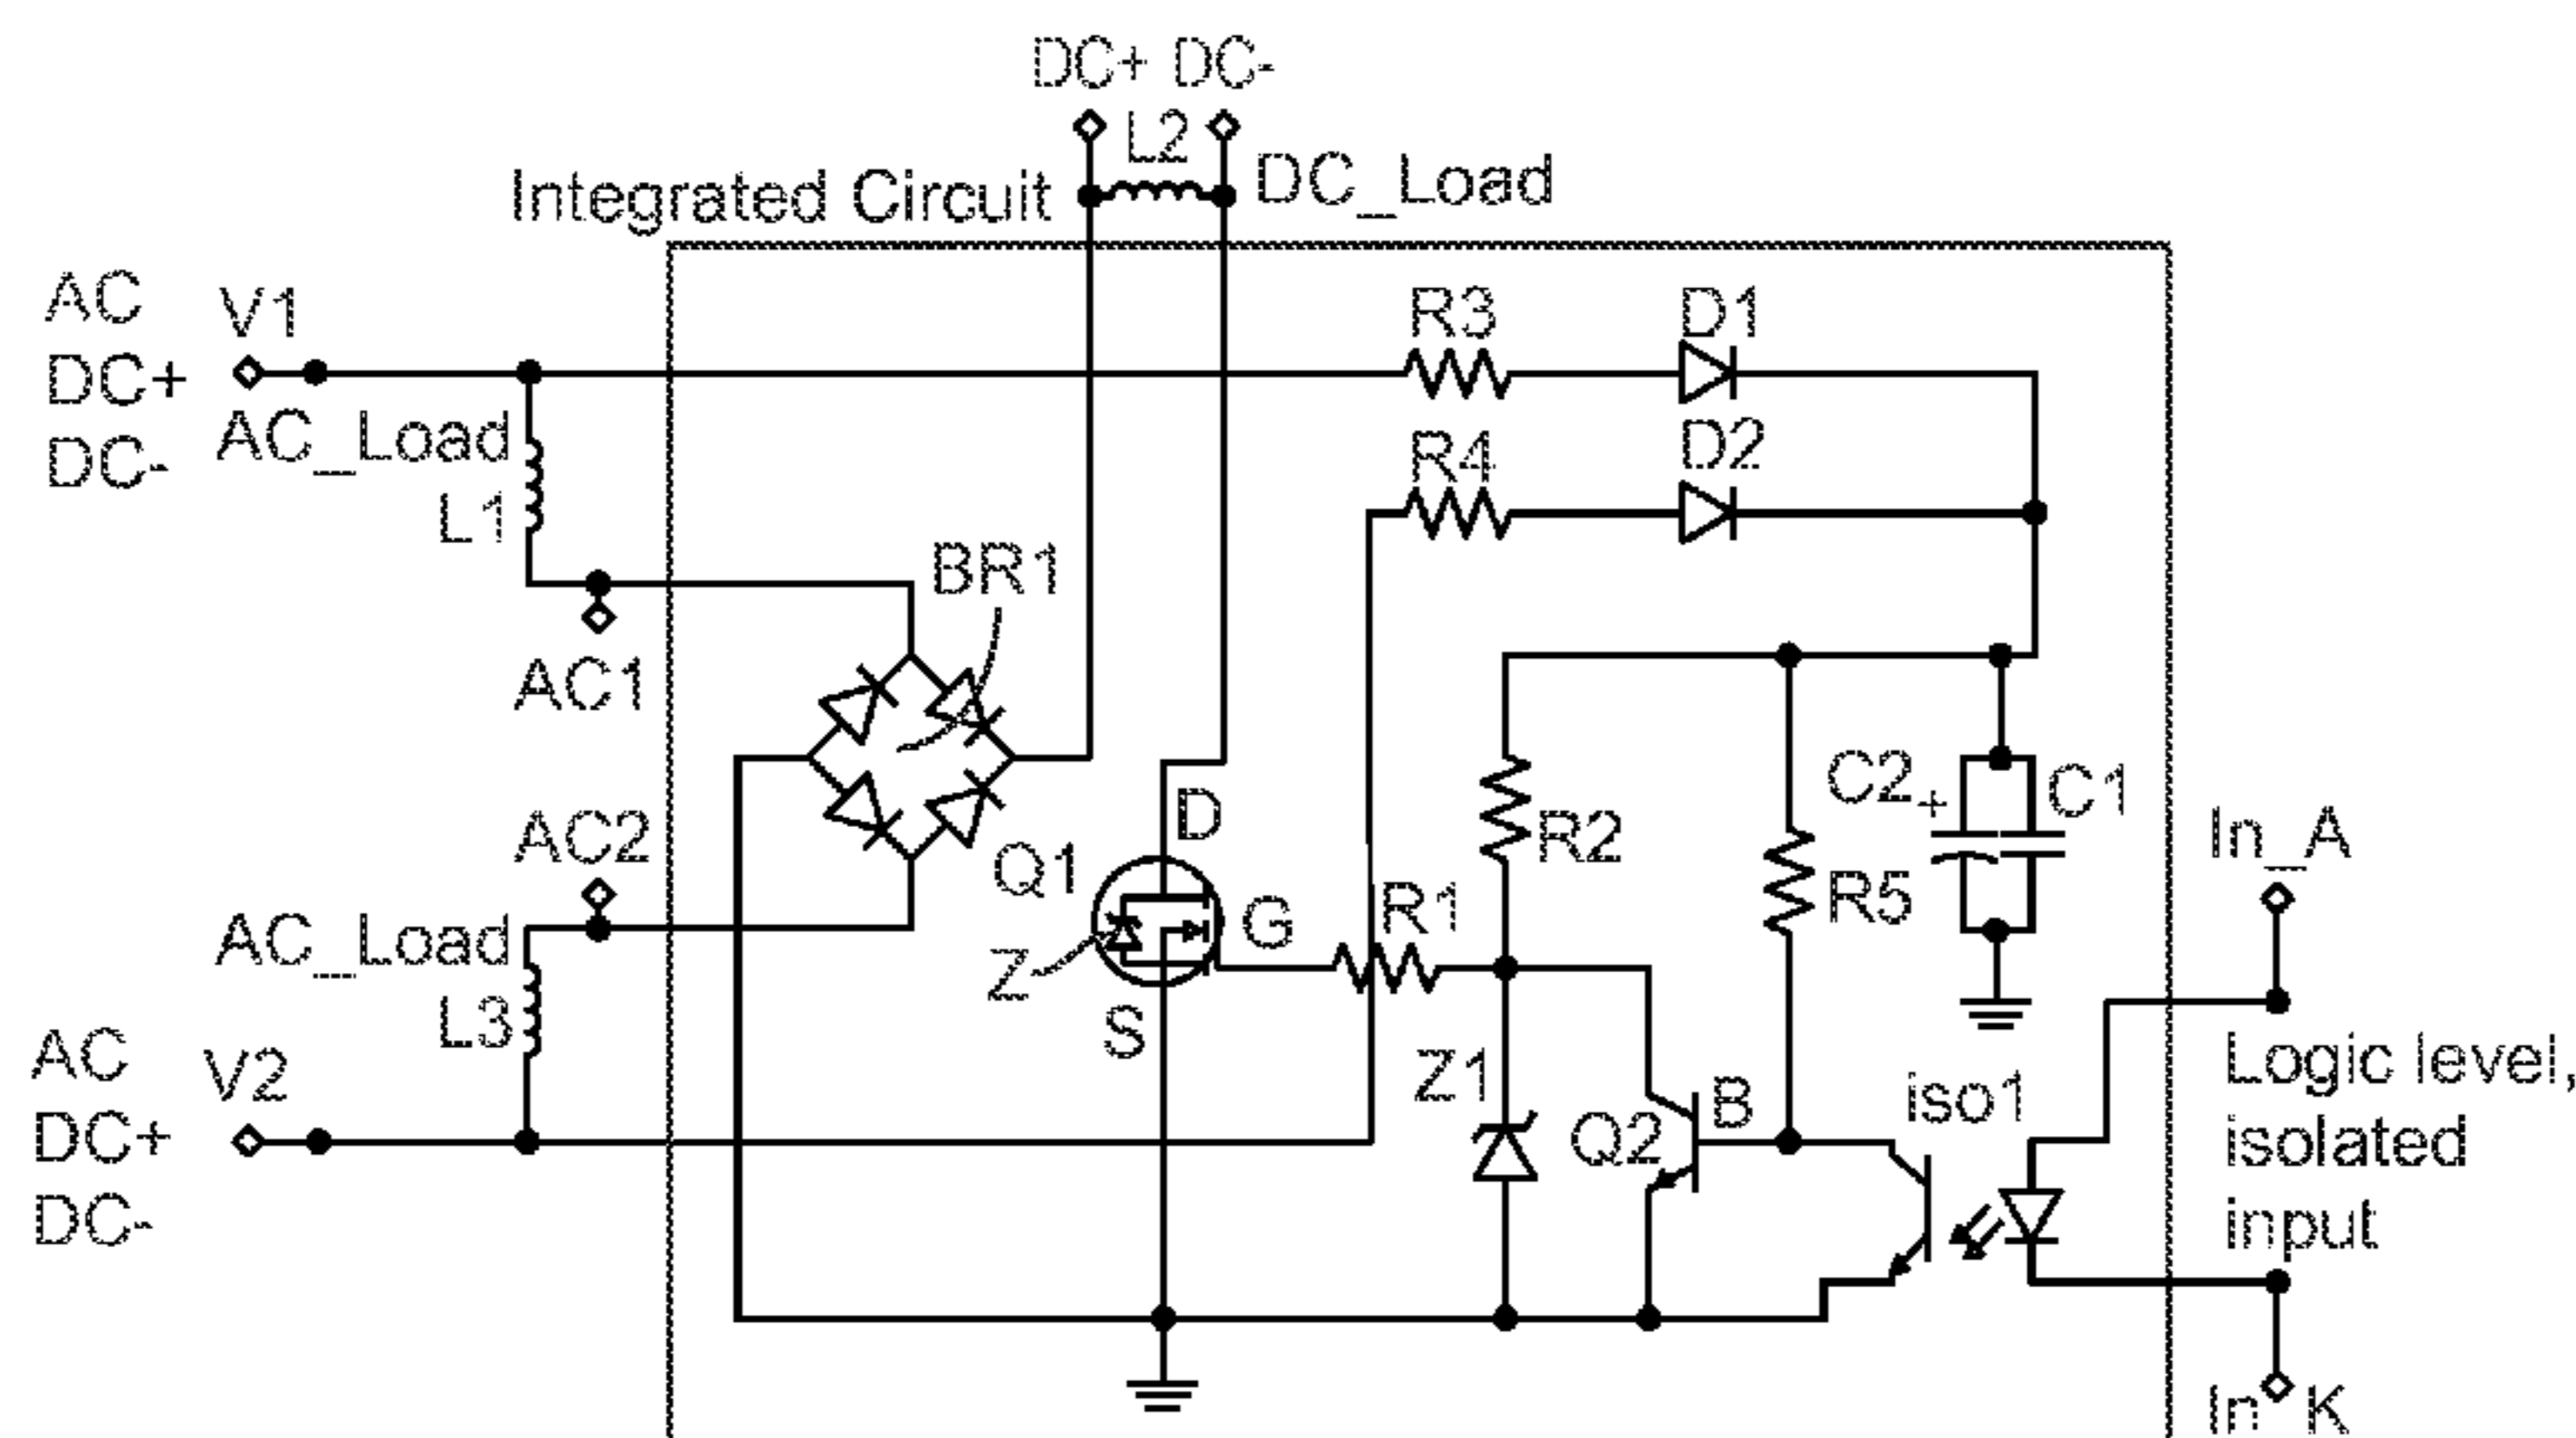 DC+ DC-
L2
DC_Load
Integrated Circuit
AC
DC+
DC-
V1
AC_Load
L1
AC1
BR1
R3
D1
R4
D2
AC2
AC_Load
L3
AC
DC+
DC-
V2
Q1
D
G
S
Z
R1
R2
R5
C2
+
C1
Z1
Q2
B
iso1
In_A
Logic level,
isolated
input
In K